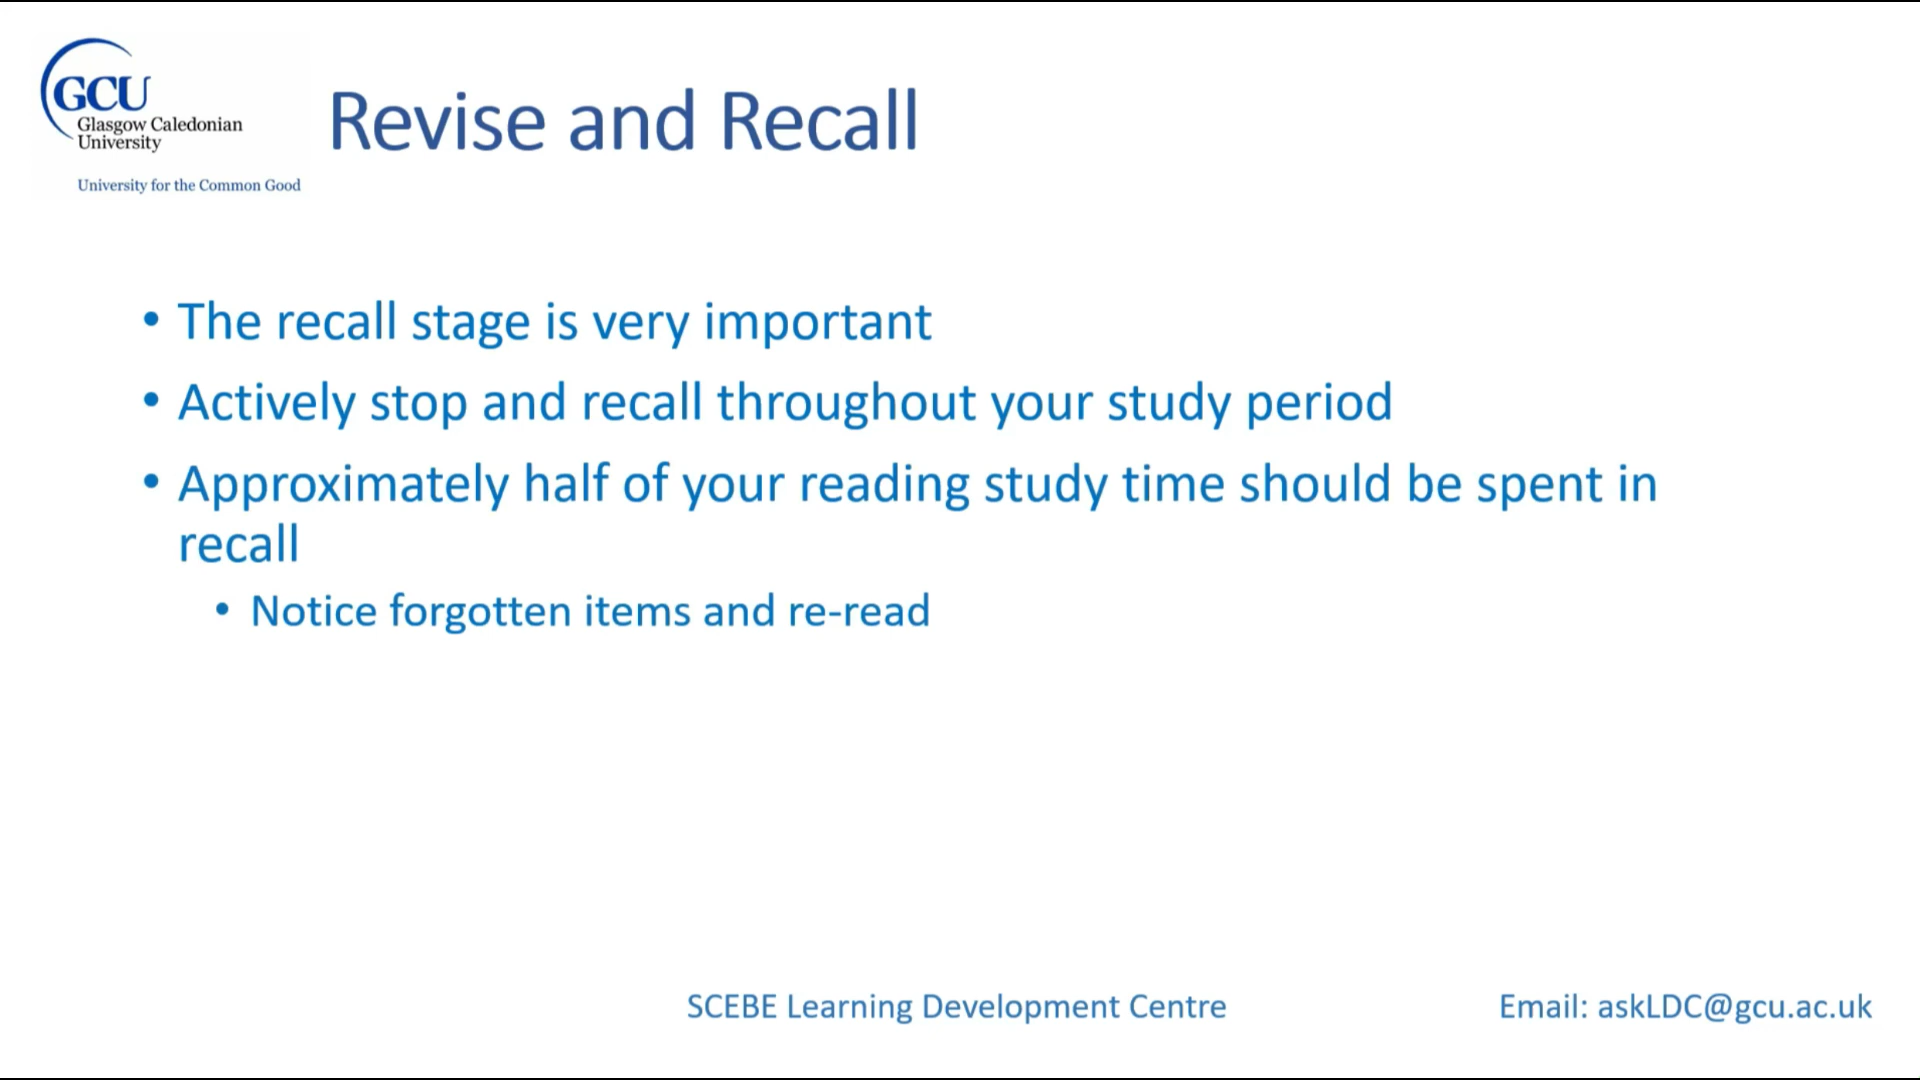 GCU
Glasgow Caledonian
University
University for the Common Good
Revise and Recall
• The recall stage is very important
• Actively stop and recall throughout your study period
• Approximately half of your reading study time should be spent in
recall
• Notice forgotten items and re-read
SCEBE Learning Development Centre
Email: askLDC@gcu.ac.uk